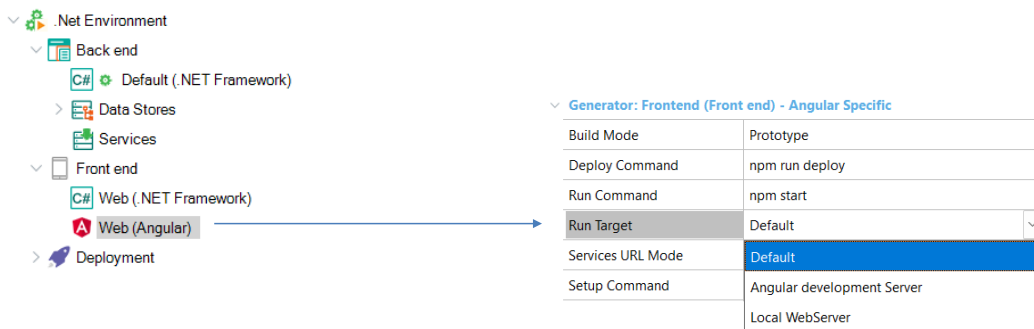 .Net Environment
Back end
C# Default (.NET Framework)
Data Stores
Services
Front end
C# Web (.NET Framework)
A Web (Angular)
Deployment
Generator: Frontend (Front end) - Angular Specific
Build Mode Prototype
Deploy Command npm run deploy
Run Command npm start
Run Target Default
Services URL Mode Default
Setup Command Angular development Server
Local WebServer